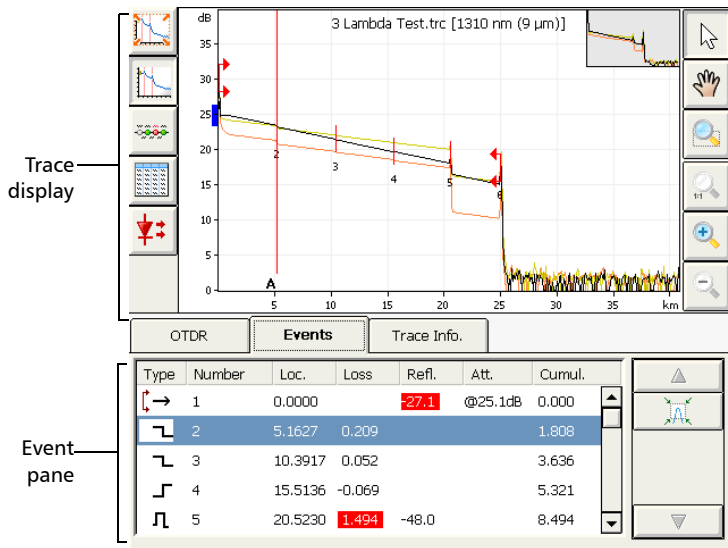 dB
3 Lambda Test.trc [1310 nm (9 µm)]
35
30
25
20
15
10
5
0
2
3
4
5
6
A
5
10
15
20
25
30
35
km
1:1
Trace
display
OTDR
Events
Trace Info.
Type Number Loc. Loss Refl. Att. Cumul.
1 0.0000 -27.1 @25.1dB 0.000
2 5.1627 0.209 1.808
3 10.3917 0.052 3.636
4 15.5136 -0.069 5.321
5 20.5230 1.494 -48.0 8.494
Event
pane